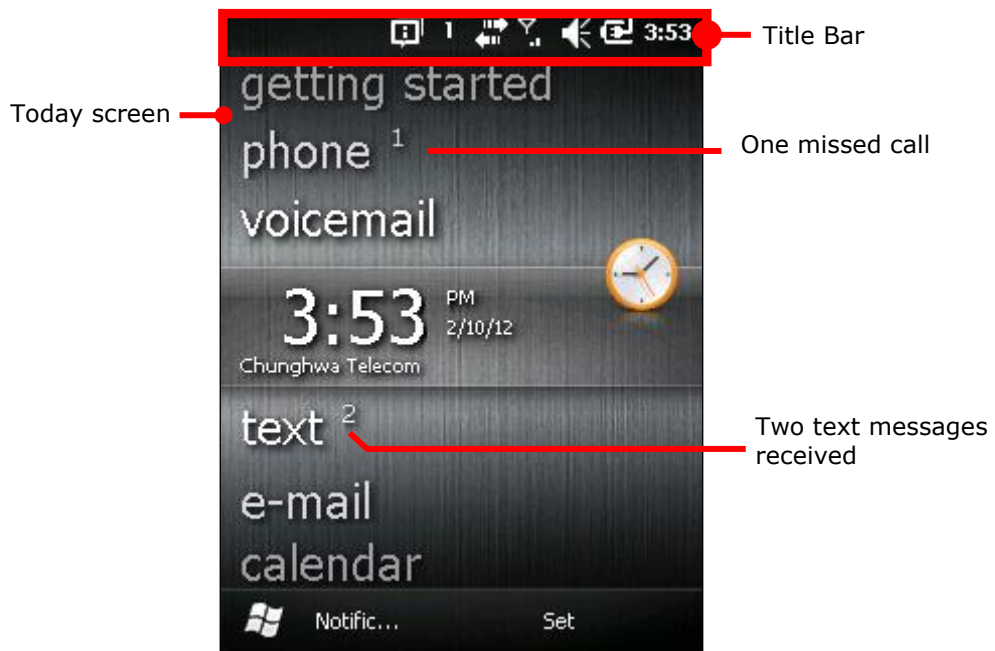 1 3:53
Title Bar
getting started
Today screen
phone 1
One missed call
voicemail
3:53 PM
2/10/12
Chunghwa Telecom
text 2
Two text messages
received
e-mail
calendar
Notific... Set